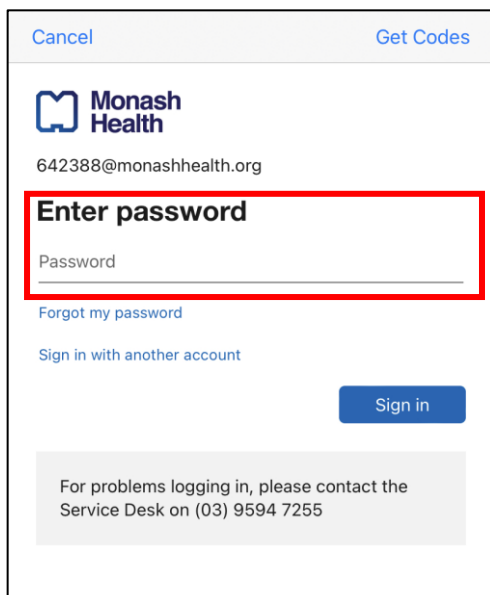 Cancel
Get Codes
Monash
Health
642388@monashhealth.org
Enter password
Password
Forgot my password
Sign in with another account
Sign in
For problems logging in, please contact the
Service Desk on (03) 9594 7255